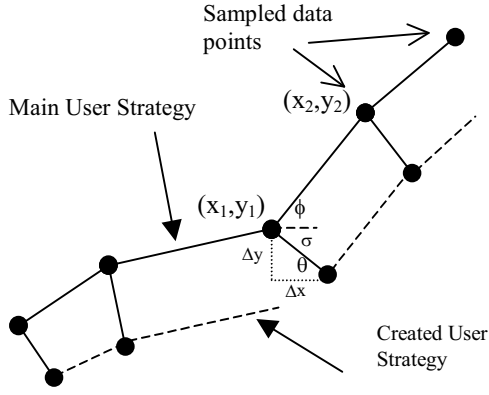 Sampled data
points
(x₂,y₂)
Main User Strategy
(x₁,y₁)
ϕ
σ
Δy
θ
Δx
Created User
Strategy